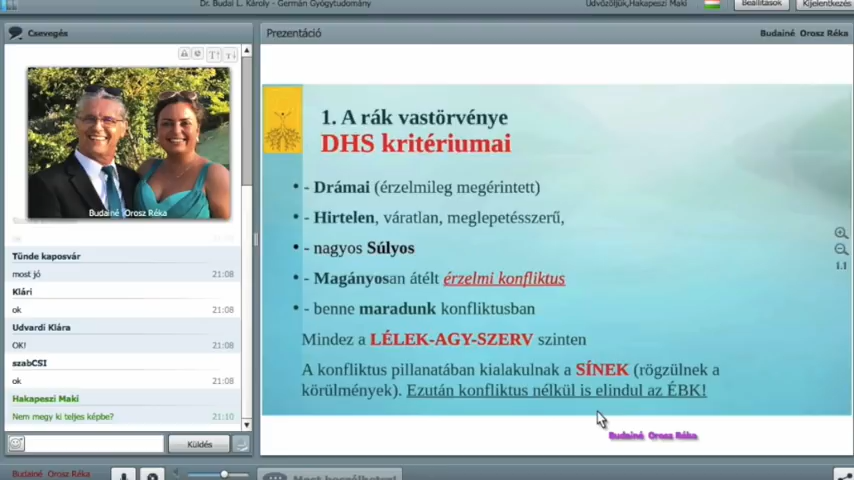 Dr. Budai L. Károly - Germán Gyógytudomány
Üdvözöljük,Hakapeszi Maki
Beállítások
Kijelentkezés
Csevegés
Prezentáció
Budainé Orosz Réka
Budainé Orosz Réka
Tünde kaposvár
most jó 21:08
Klári
ok 21:08
Udvardi Klára
OK! 21:08
szabCSI
ok 21:08
Hakapeszi Maki
Nem megy ki teljes képbe? 21:10
Küldés
Budainé Orosz Réka
1. A rák vastörvénye
DHS kritériumai
• - Drámai (érzelmileg megérintett)
• - Hirtelen, váratlan, meglepetésszerű,
• - nagyos Súlyos
• - Magányosan átélt érzelmi konfliktus
• - benne maradunk konfliktusban
Mindez a LÉLEK-AGY-SZERV szinten
A konfliktus pillanatában kialakulnak a SÍNEK (rögzülnek a
körülmények). Ezután konfliktus nélkül is elindul az ÉBK!
Budainé Orosz Réka
1:1